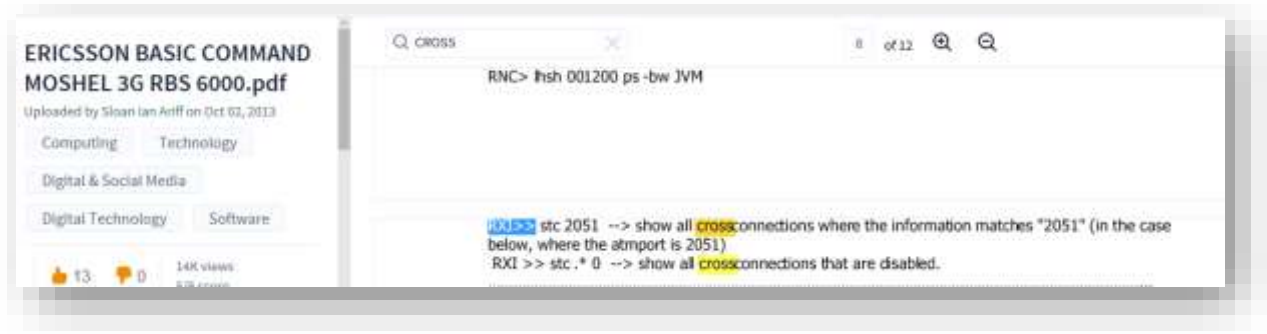 ERICSSON BASIC COMMAND
MOSHEL 3G RBS 6000.pdf
Uploaded by Sloan Ian Ariff on Oct 02, 2013
Computing Technology
Digital & Social Media
Digital Technology Software
13 0 14K views
CROSS
8 of 12
RNC> lhsh 001200 ps -bw JVM
RXI>> stc 2051 --> show all crossconnections where the information matches "2051" (in the case
below, where the atmport is 2051)
RXI >> stc .* 0 --> show all crossconnections that are disabled.